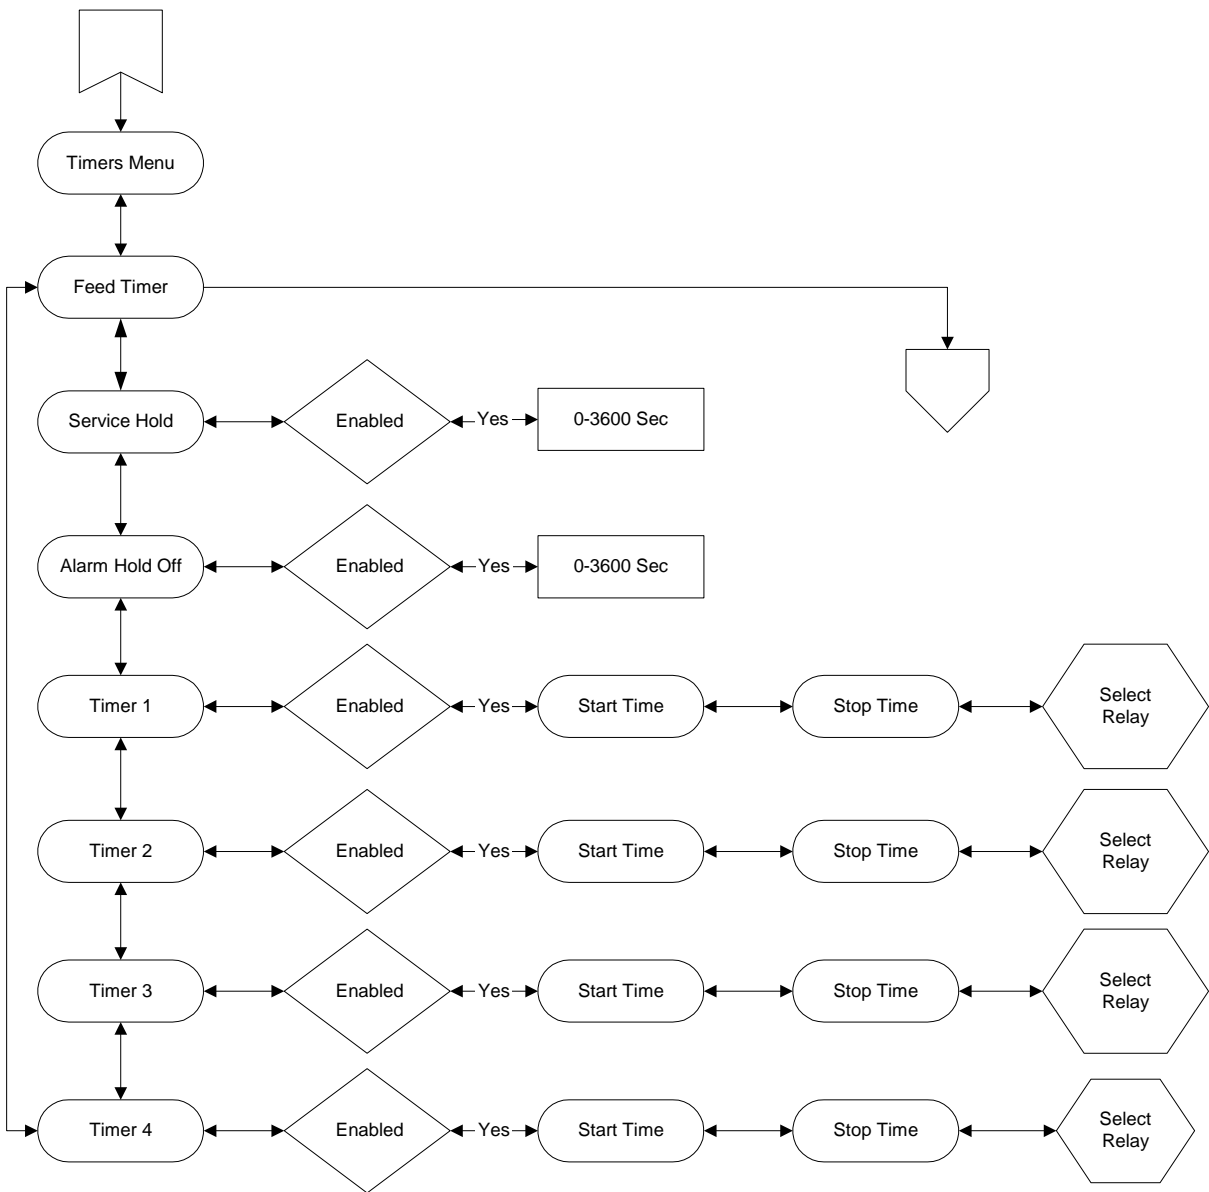 Timers Menu
Feed Timer
Service Hold
Enabled
Yes
0-3600 Sec
Alarm Hold Off
Enabled
Yes
0-3600 Sec
Timer 1
Enabled
Yes
Start Time
Stop Time
Select
Relay
Timer 2
Enabled
Yes
Start Time
Stop Time
Select
Relay
Timer 3
Enabled
Yes
Start Time
Stop Time
Select
Relay
Timer 4
Enabled
Yes
Start Time
Stop Time
Select
Relay